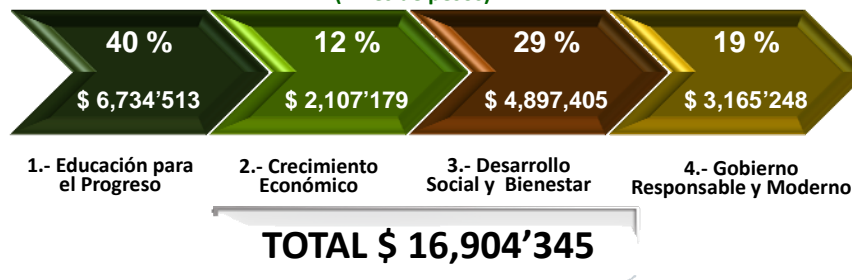 40 %
12 %
29 %
19 %
$ 6,734'513
$ 2,107'179
$ 4,897,405
$ 3,165'248
1.- Educación para
el Progreso
2.- Crecimiento
Económico
3.- Desarrollo
Social y Bienestar
4.- Gobierno
Responsable y Moderno
TOTAL $ 16,904'345